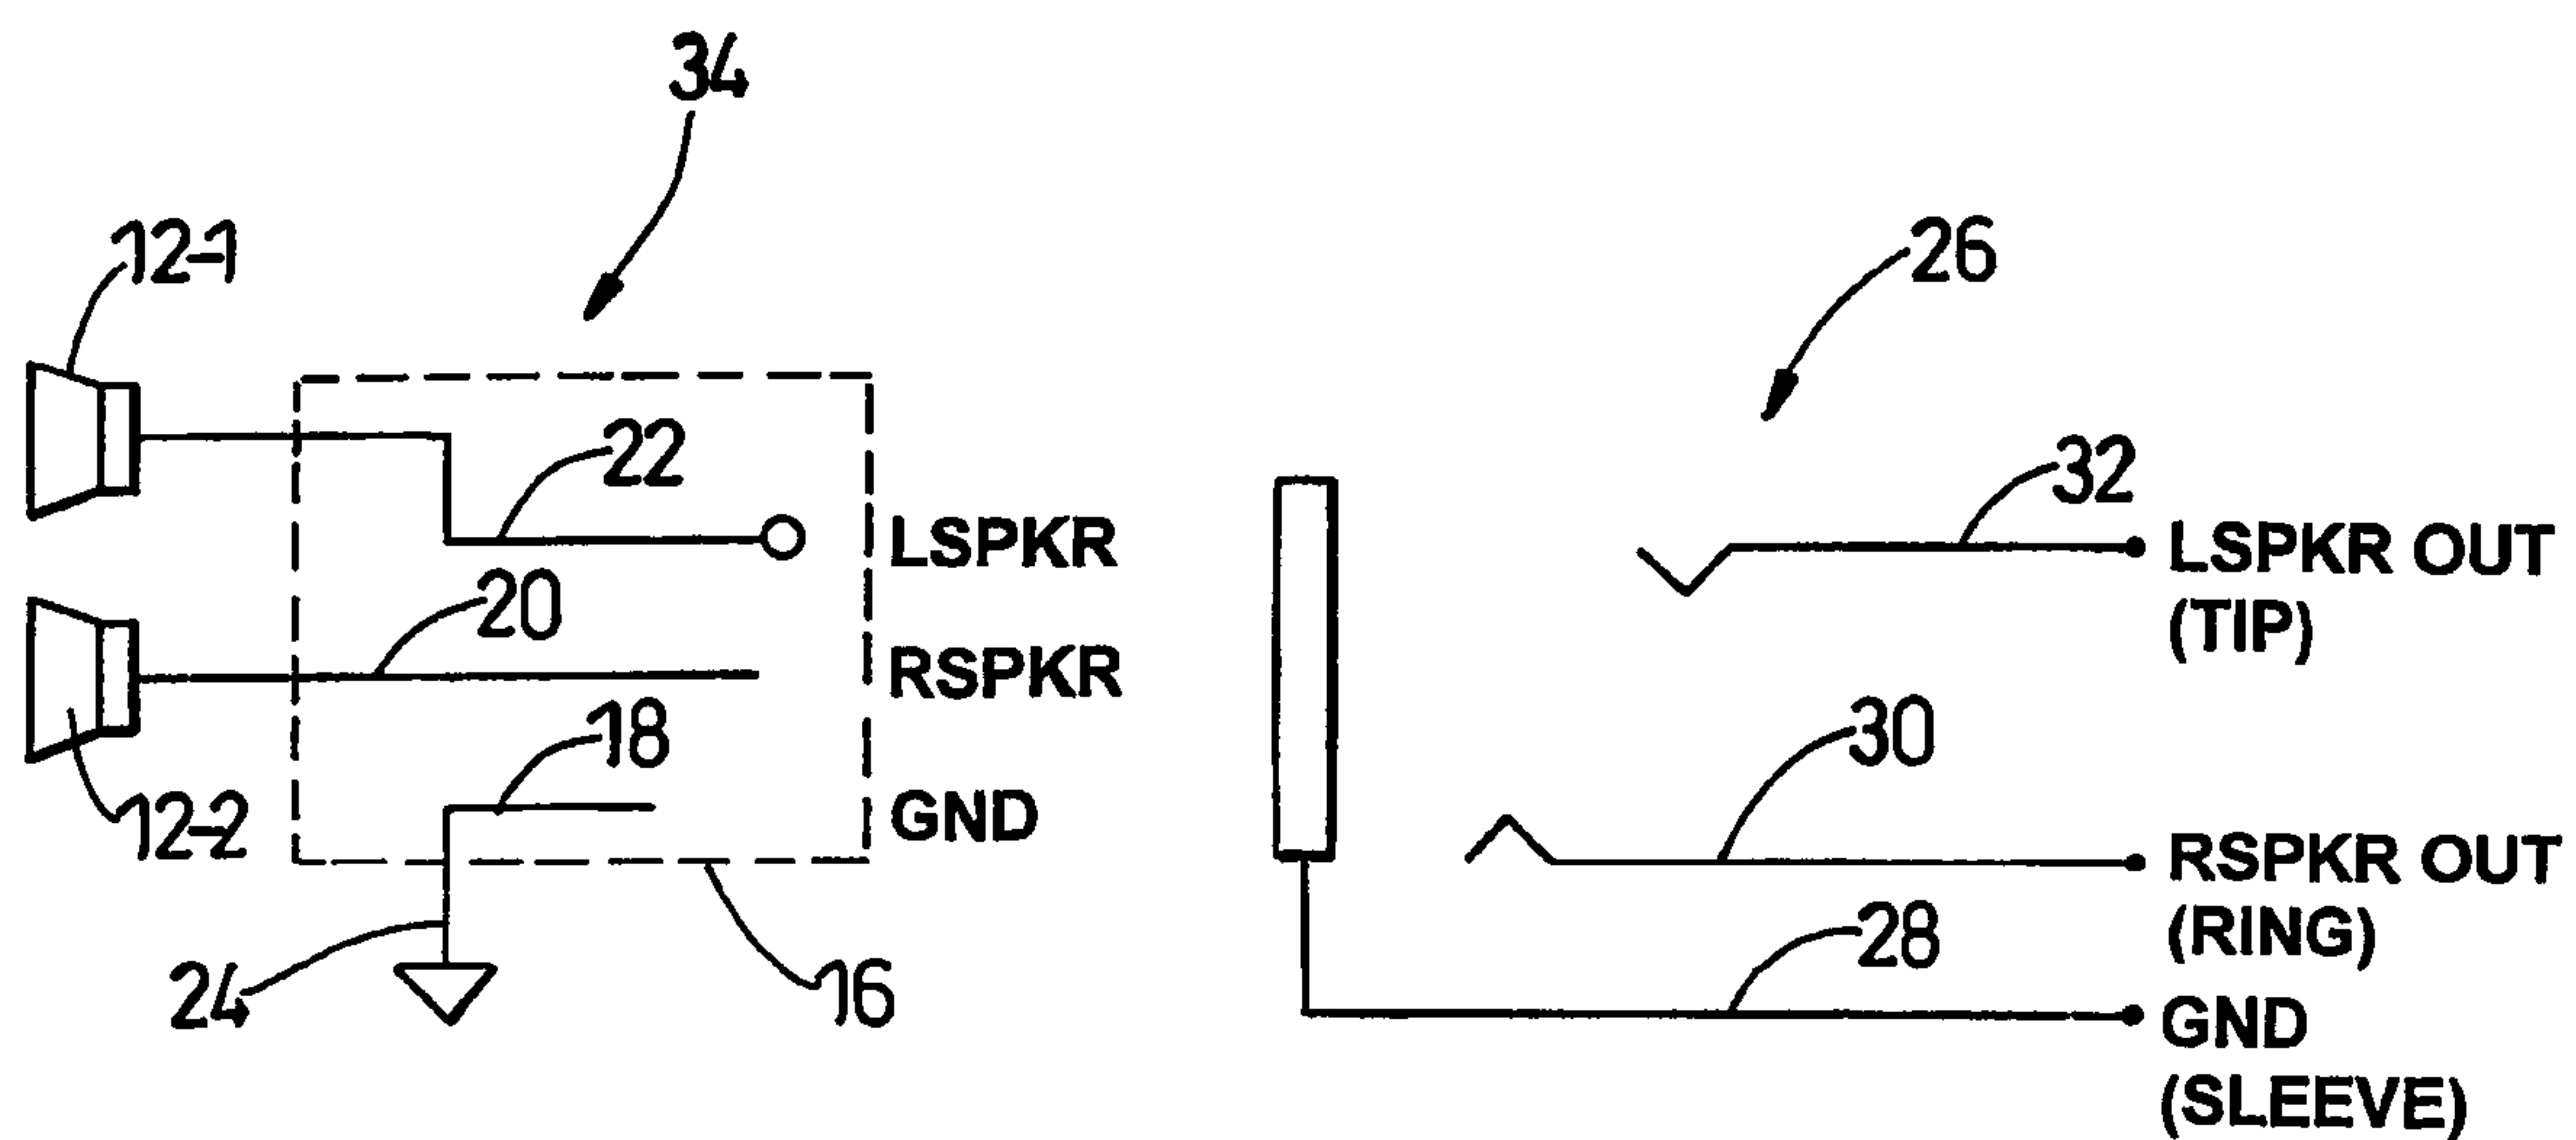 34
12-1
26
22
32
LSPKR
LSPKR OUT
(TIP)
20
RSPKR
18
30
12-2
GND
RSPKR OUT
(RING)
28
24
16
GND
(SLEEVE)